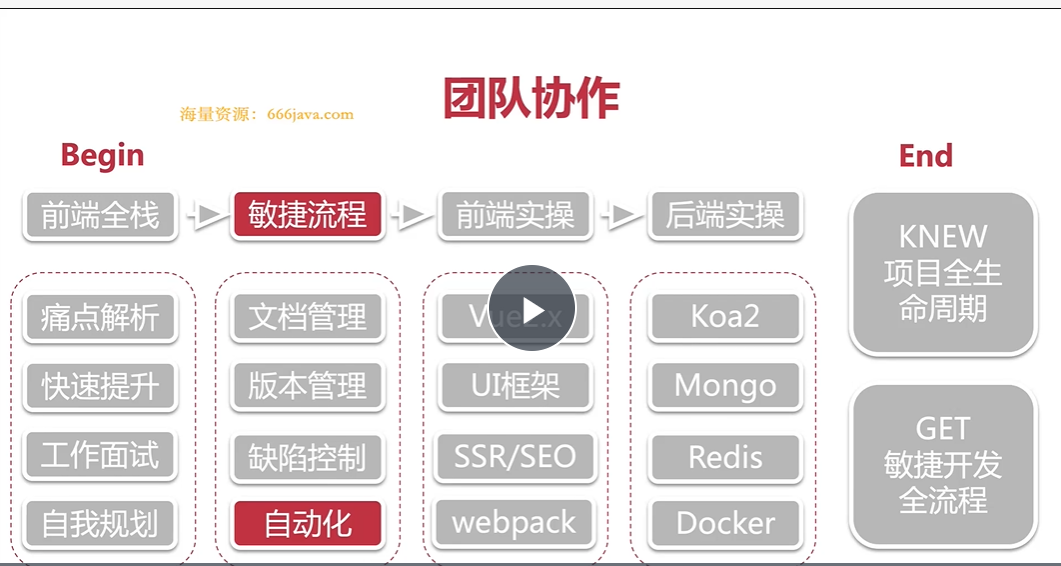 团队协作
海量资源：666java.com
Begin
End
前端全栈
敏捷流程
前端实操
后端实操
痛点解析
快速提升
工作面试
自我规划
文档管理
版本管理
缺陷控制
自动化
Vue2.x
UI框架
SSR/SEO
webpack
Koa2
Mongo
Redis
Docker
KNEW
项目全生
命周期
GET
敏捷开发
全流程